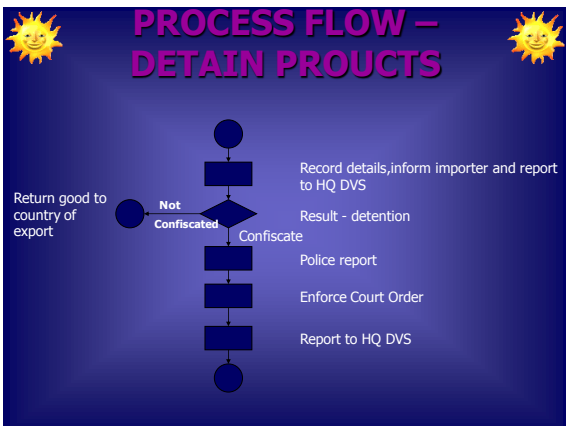 PROCESS FLOW –
DETAIN PROUCTS
Record details,inform importer and report
to HQ DVS
Return good to
country of
export
Not
Confiscated
Result - detention
Confiscate
Police report
Enforce Court Order
Report to HQ DVS